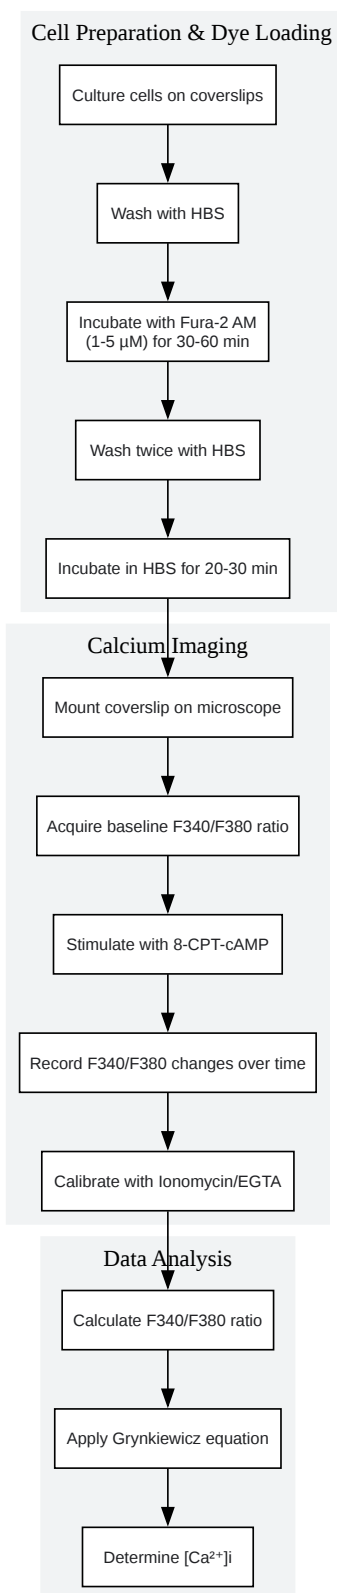 Cell Preparation & Dye Loading
Culture cells on coverslips
Wash with HBS
Incubate with Fura-2 AM
(1-5 µM) for 30-60 min
Wash twice with HBS
Incubate in HBS for 20-30 min
Calcium Imaging
Mount coverslip on microscope
Acquire baseline F340/F380 ratio
Stimulate with 8-CPT-cAMP
Record F340/F380 changes over time
Calibrate with Ionomycin/EGTA
Data Analysis
Calculate F340/F380 ratio
Apply Grynkiewicz equation
Determine [Ca²⁺]i